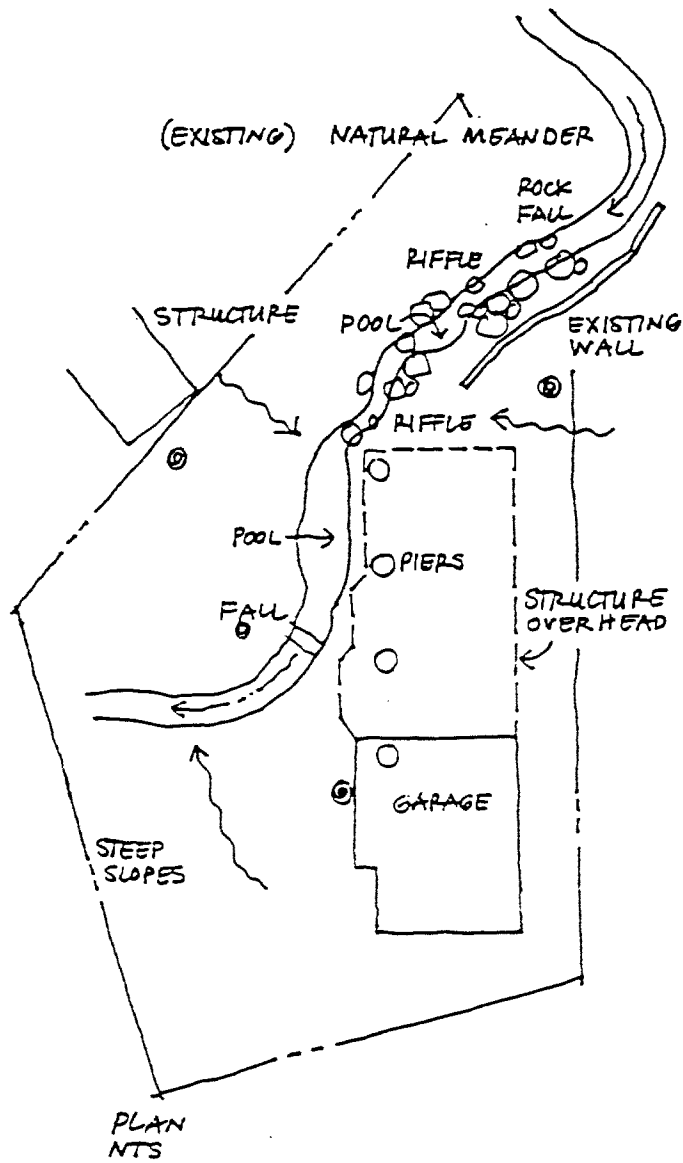 (EXISTING) NATURAL MEANDER
ROCK
FALL
RIFFLE
STRUCTURE
POOL
EXISTING
WALL
RIFFLE
POOL
PIERS
FALL
STRUCTURE
OVERHEAD
GARAGE
STEEP
SLOPES
PLAN
NTS